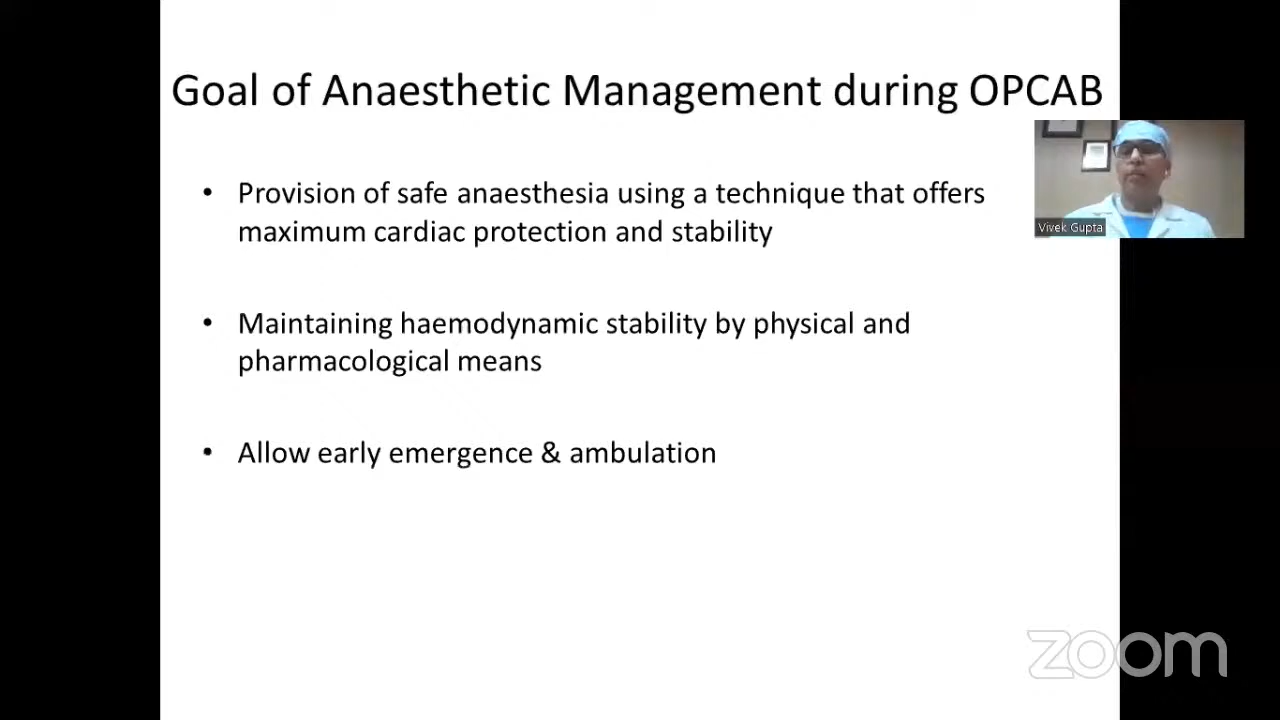 Goal of Anaesthetic Management during OPCAB
• Provision of safe anaesthesia using a technique that offers
maximum cardiac protection and stability
• Maintaining haemodynamic stability by physical and
pharmacological means
• Allow early emergence & ambulation
Vivek Gupta
zoom